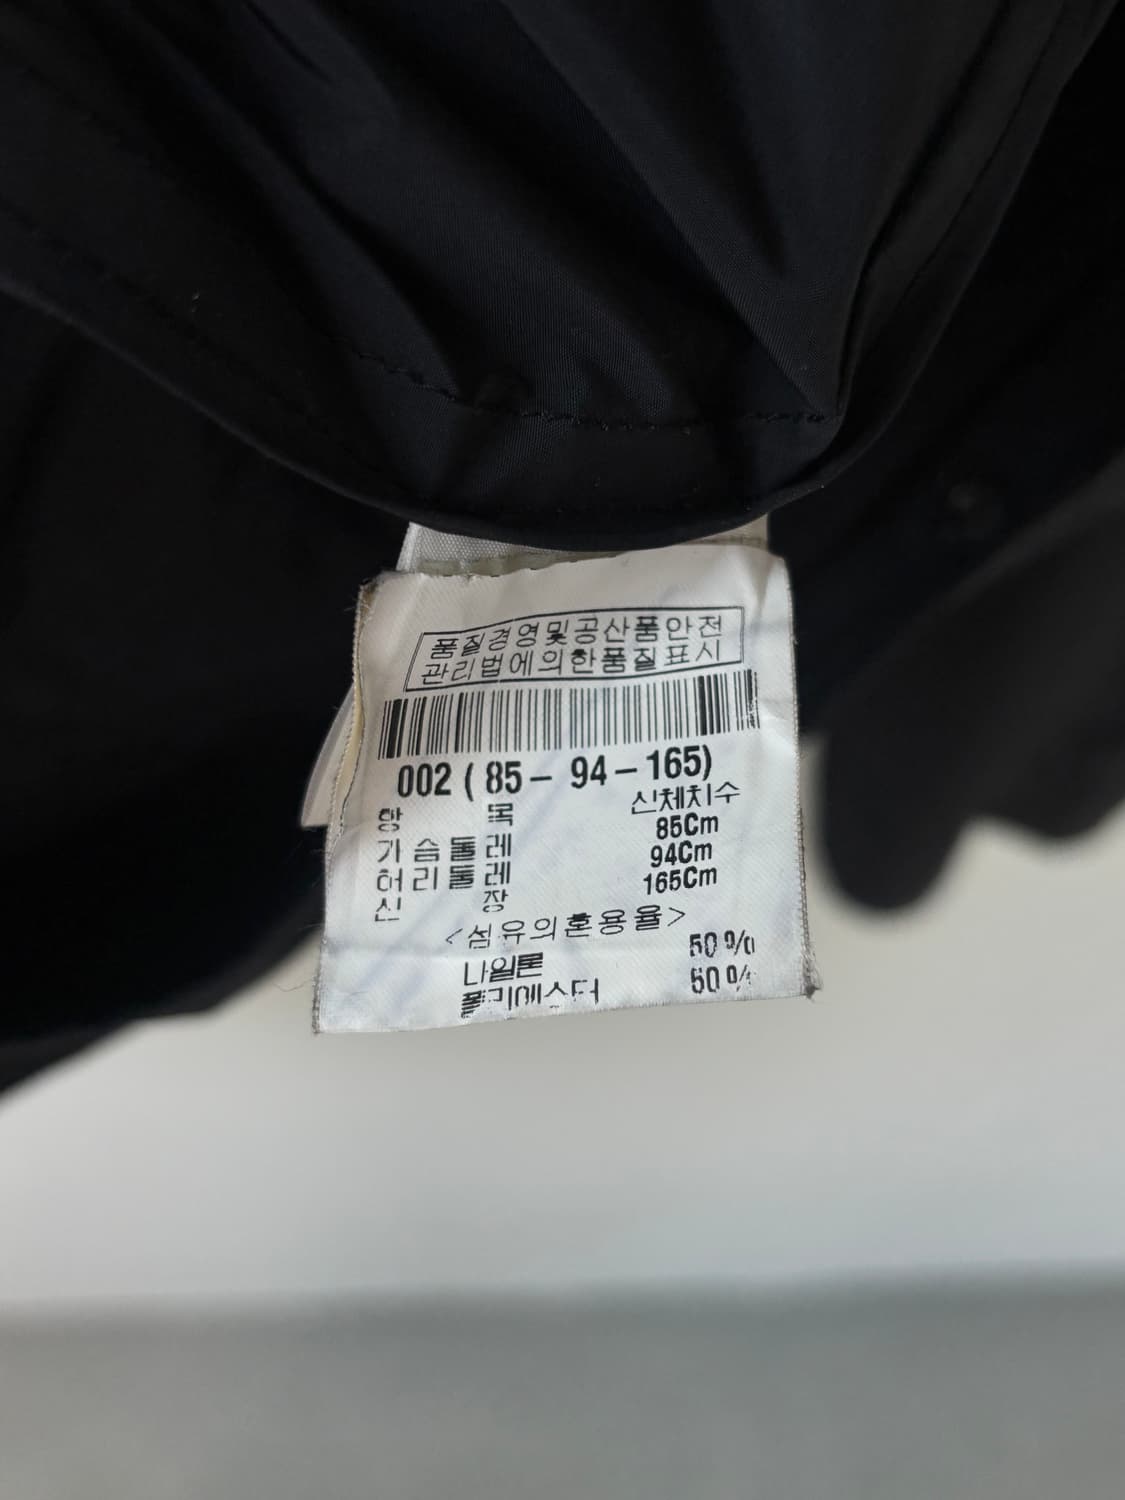 품질경영및공산품안전
관리법에의한품질표시
002 ( 85 – 94 – 165)
항 목 신체치수
가슴둘레 85Cm
허리둘레 94Cm
신 장 165Cm
<섬유의혼용율>
나일론 50%
폴리에스터 50%